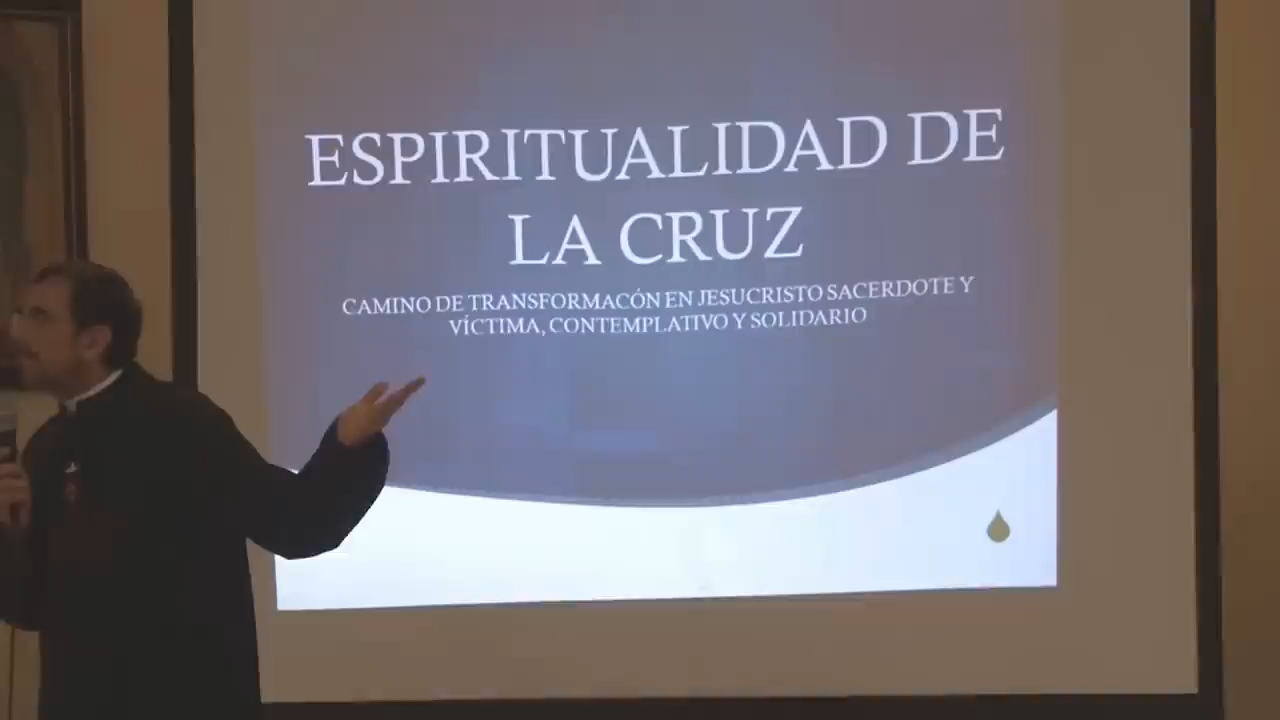 ESPIRITUALIDAD DE
LA CRUZ
CAMINO DE TRANSFORMACÓN EN JESUCRISTO SACERDOTE Y
VÍCTIMA, CONTEMPLATIVO Y SOLIDARIO